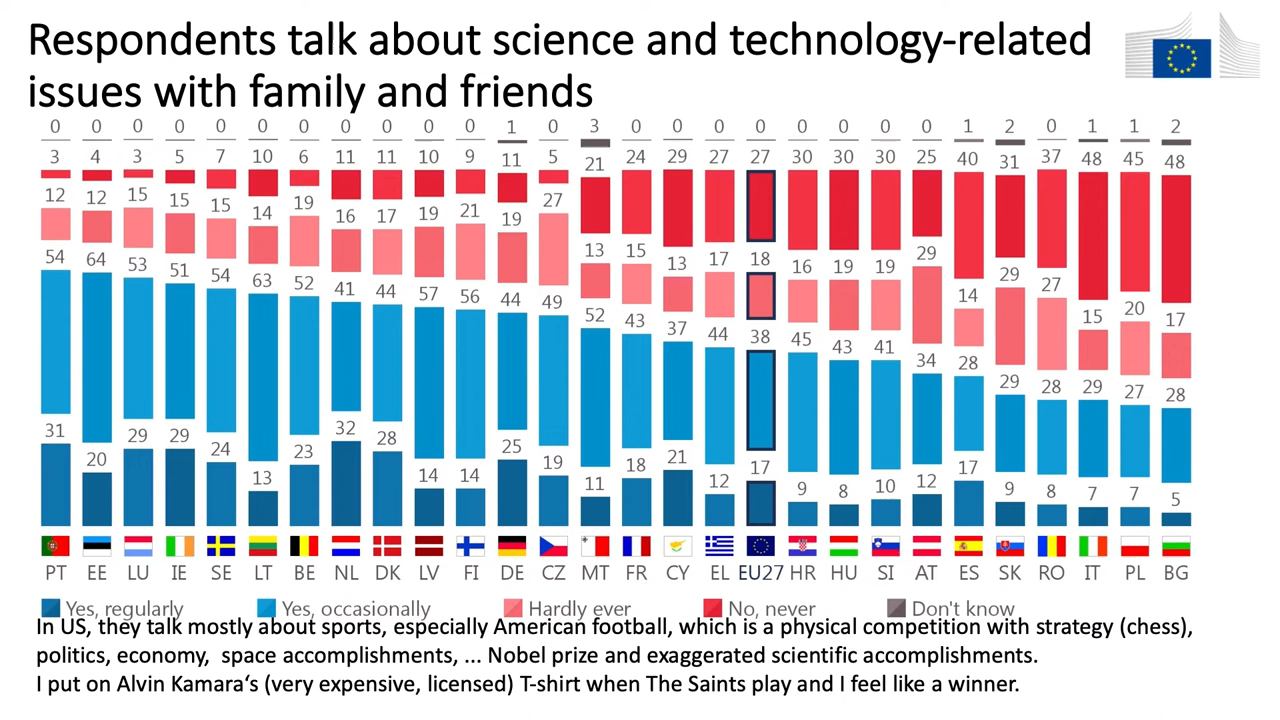 Respondents talk about science and technology-related
issues with family and friends
0 0 0 0 0 0 0 0 0 0 0 1 0 3 0 0 0 0 0 0 0 0 1 2 0 1 1 2
3 4 3 5 7 10 6 11 11 10 9 11 5 21 24 29 27 27 30 30 30 25 40 31 37 48 45 48
12 12 15 15 15 14 19 16 17 19 21 19 27 13 15 13 17 18 16 19 19 29 14 29 27 15 20 17
54 64 53 51 54 63 52 41 44 57 56 44 49 52 43 37 44 38 45 43 41 34 28 29 28 29 27 28
31 20 29 29 24 13 23 32 28 14 14 25 19 11 18 21 12 17 9 8 10 12 17 9 8 7 7 5
PT EE LU IE SE LT BE NL DK LV FI DE CZ MT FR CY EL EU27 HR HU SI AT ES SK RO IT PL BG
Yes, regularly Yes, occasionally Hardly ever No, never Don't know
In US, they talk mostly about sports, especially American football, which is a physical competition with strategy (chess),
politics, economy, space accomplishments, ... Nobel prize and exaggerated scientific accomplishments.
I put on Alvin Kamara‘s (very expensive, licensed) T-shirt when The Saints play and I feel like a winner.